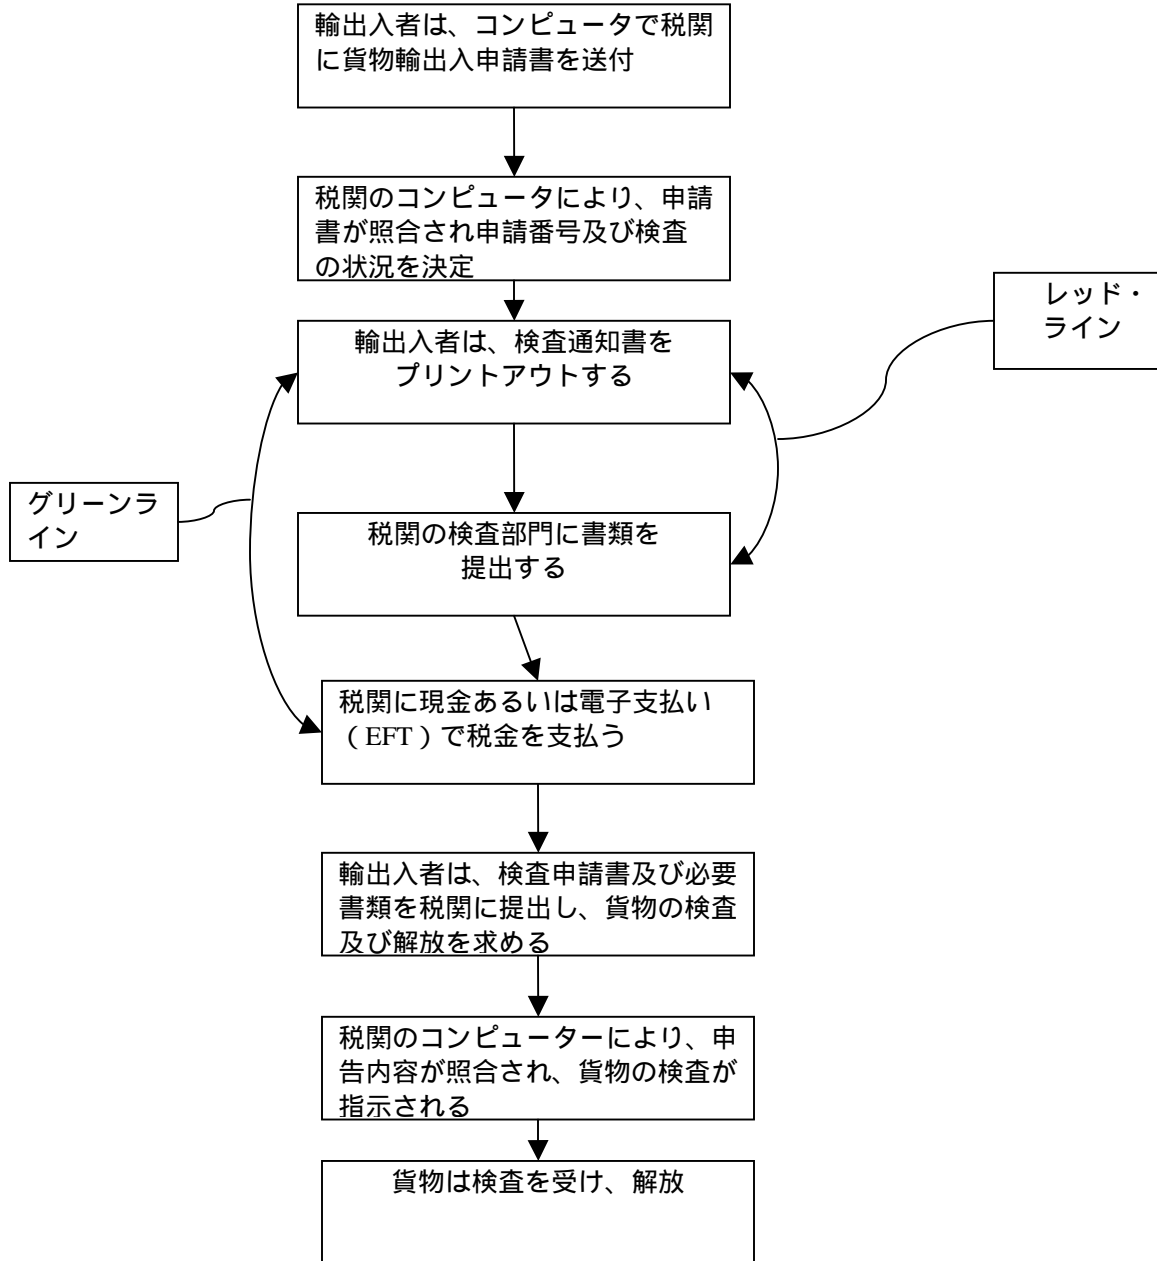 輸出入者は、コンピュータで税関
に貨物輸出入申請書を送付
税関のコンピュータにより、申請
書が照合され申請番号及び検査
の状況を決定
レッド・
ライン
輸出入者は、検査通知書を
プリントアウトする
グリーンラ
イン
税関の検査部門に書類を
提出する
税関に現金あるいは電子支払い
（EFT）で税金を支払う
輸出入者は、検査申請書及び必要
書類を税関に提出し、貨物の検査
及び解放を求める
税関のコンピューターにより、申
告内容が照合され、貨物の検査が
指示される
貨物は検査を受け、解放